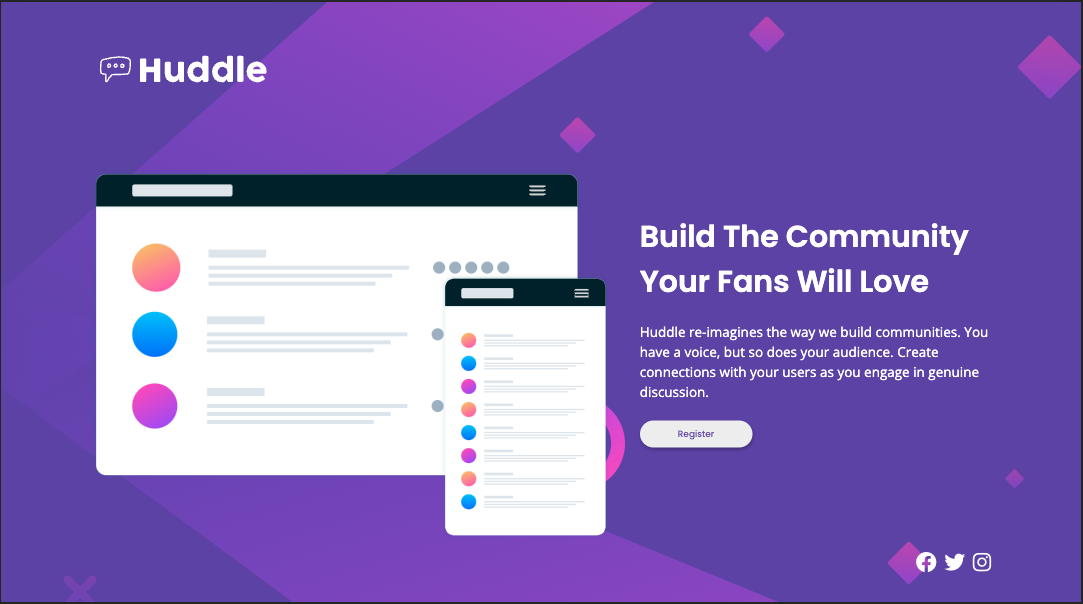 Huddle
Build The Community
Your Fans Will Love
Huddle re-imagines the way we build communities. You
have a voice, but so does your audience. Create
connections with your users as you engage in genuine
discussion.
Register